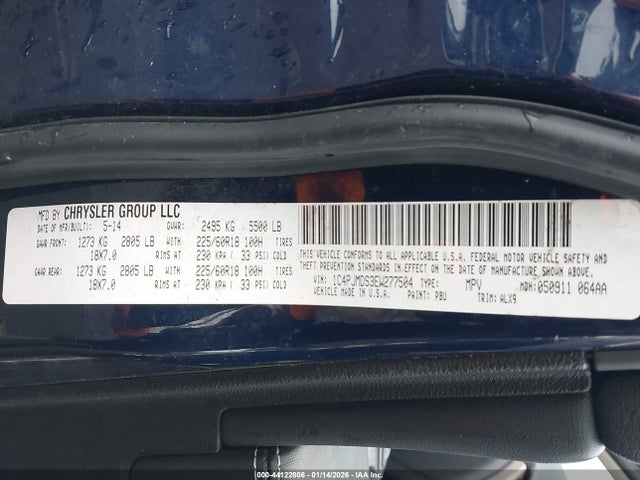 MFD BY CHRYSLER GROUP LLC
DATE OF MFR(BUILT): 5-14 GVWR: 2495 KG 5500 LB
GAWR FRONT: 1273 KG 2805 LB WITH 225/60R18 100H TIRES
18X7.0 RIMS AT 230 KPA ( 33 PSI) COLD
GAWR REAR: 1273 KG 2805 LB WITH 225/60R18 100H TIRES
18X7.0 RIMS AT 230 KPA ( 33 PSI) COLD
THIS VEHICLE CONFORMS TO ALL APPLICABLE U.S.A. FEDERAL MOTOR VEHICLE SAFETY AND
THEFT PREVENTION STANDARDS IN EFFECT ON THE DATE OF MANUFACTURE SHOWN ABOVE.
VIN: 1C4PJMDS3EW277504 TYPE: MPV MDH: 050911 064AA
VEHICLE MADE IN U.S.A. PAINT: PBU TRIM: ALX9
000-44122806 - 01/14/2026 - IAAI.COM